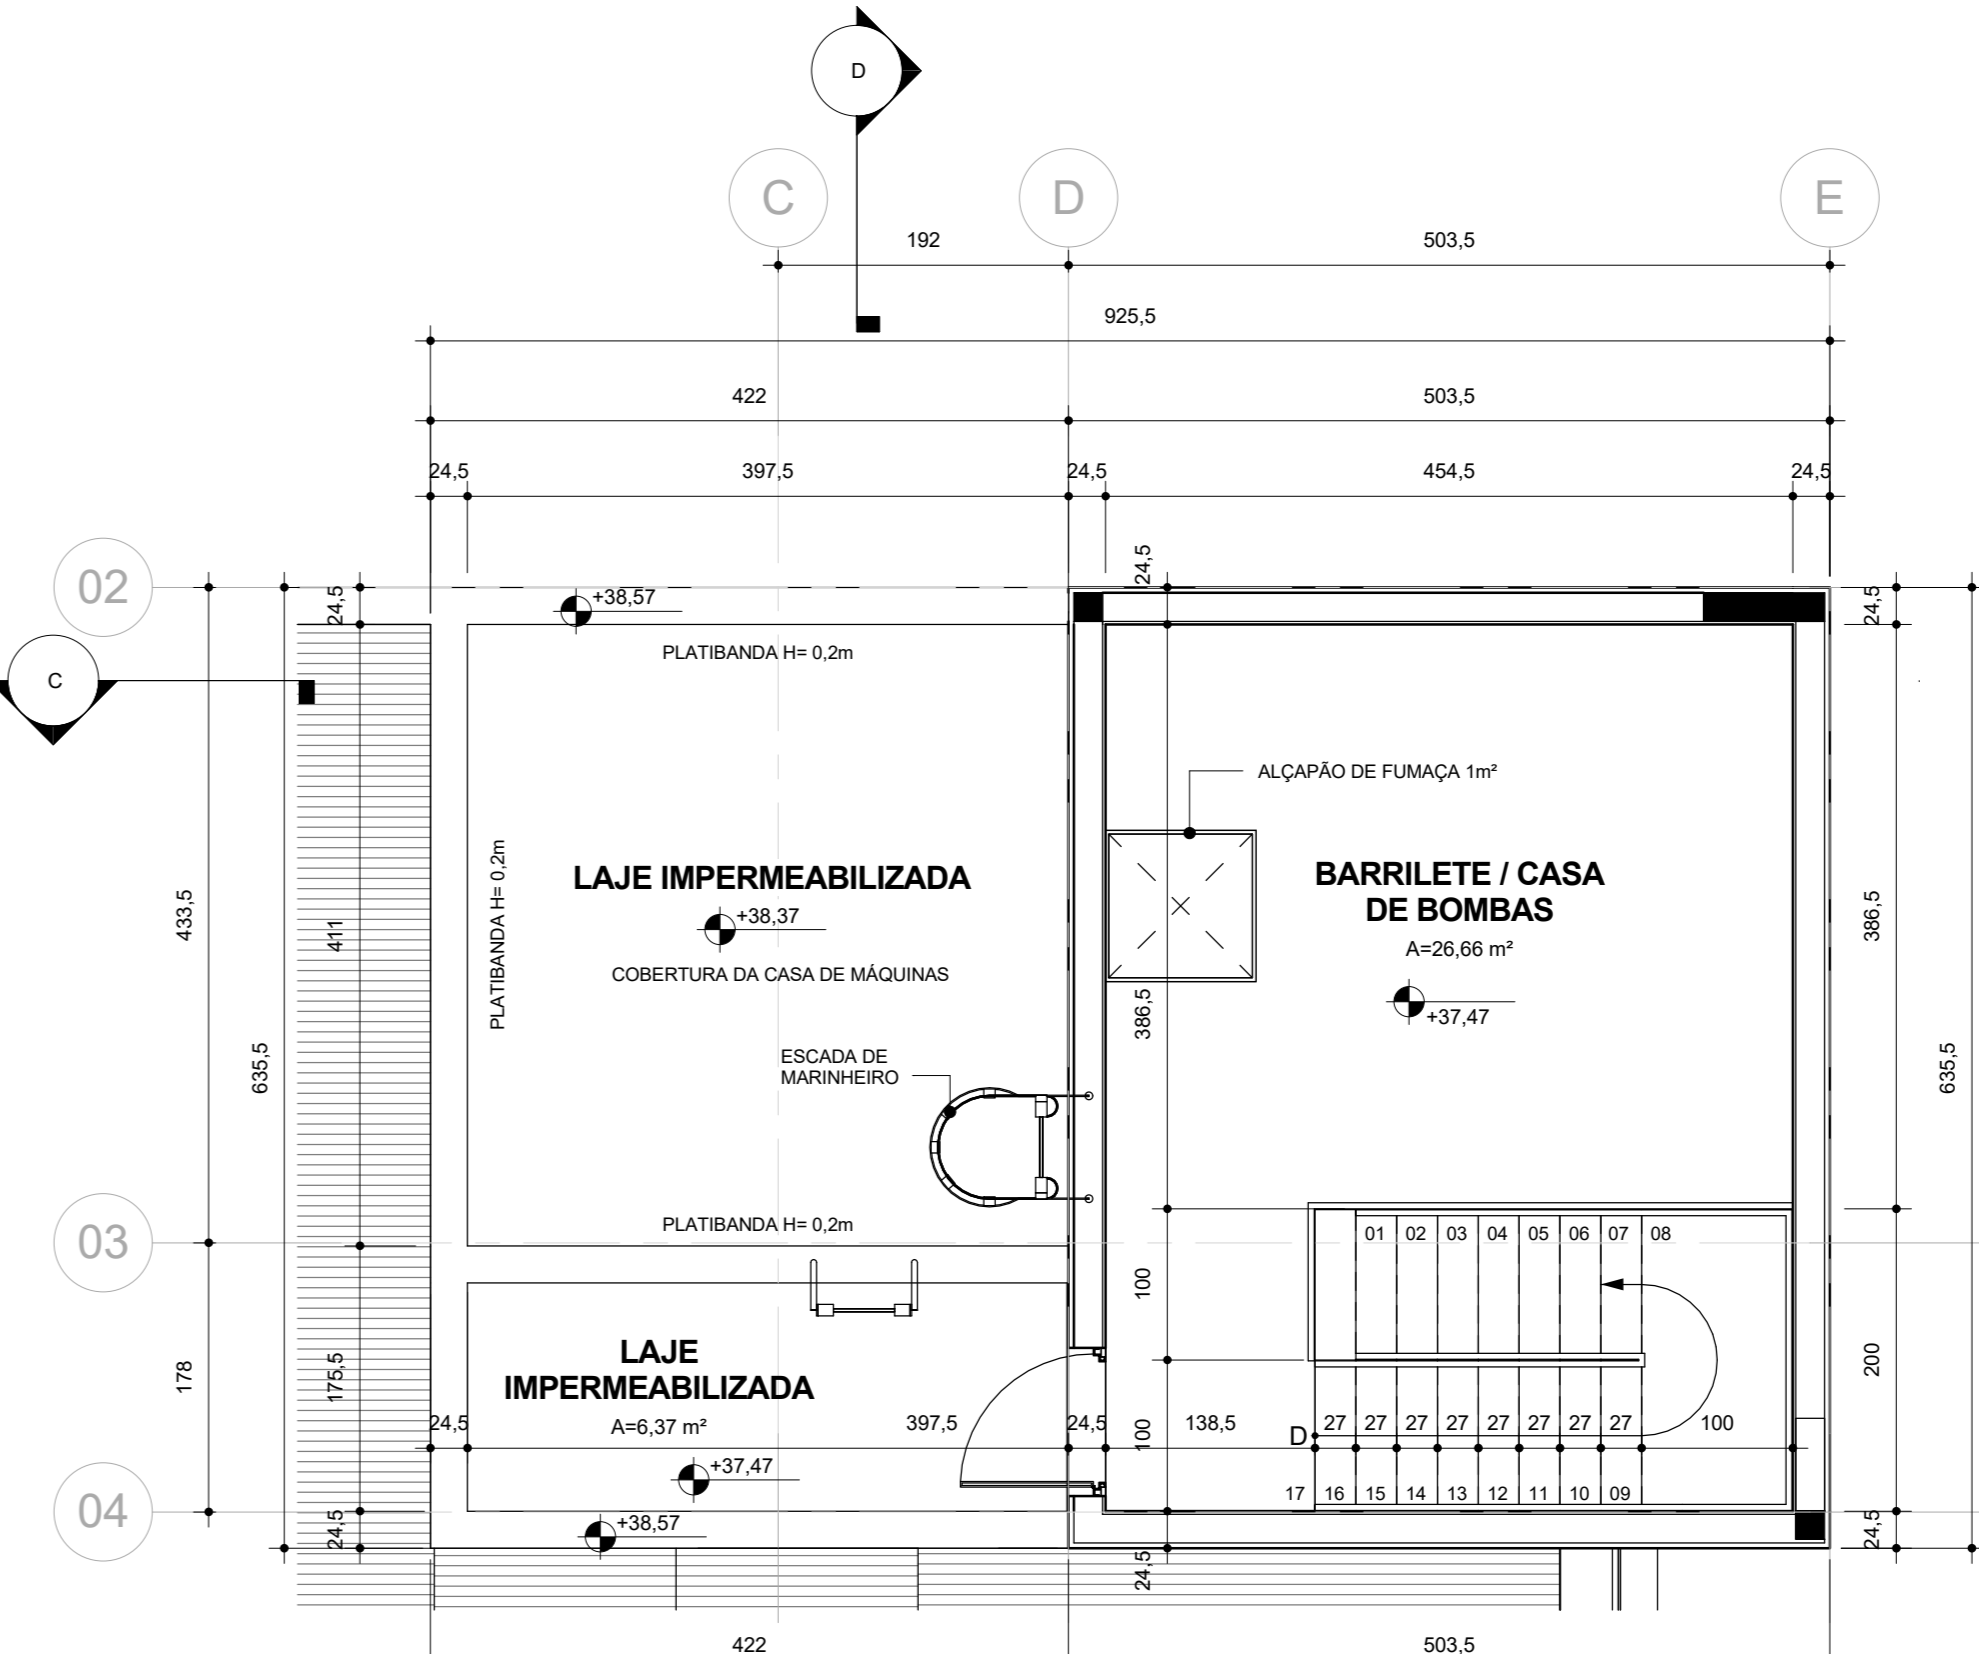 D
C
D
E
192
503,5
925,5
422
503,5
24,5
397,5
24,5
454,5
24,5
02
24,5
+38,57
24,5
24,5
PLATIBANDA H= 0,2m
C
ALÇAPÃO DE FUMAÇA 1m²
433,5
411
635,5
PLATIBANDA H= 0,2m
LAJE IMPERMEABILIZADA
+38,37
COBERTURA DA CASA DE MÁQUINAS
BARRILETE / CASA
DE BOMBAS
A=26,66 m²
+37,47
386,5
386,5
635,5
ESCADA DE
MARINHEIRO
PLATIBANDA H= 0,2m
03
01 02 03 04 05 06 07 08
100
178
175,5
LAJE
IMPERMEABILIZADA
A=6,37 m²
200
24,5
397,5
24,5
100
138,5
D
27 27 27 27 27 27 27 27
100
+37,47
17 16 15 14 13 12 11 10 09
04
24,5
+38,57
24,5
24,5
422
503,5